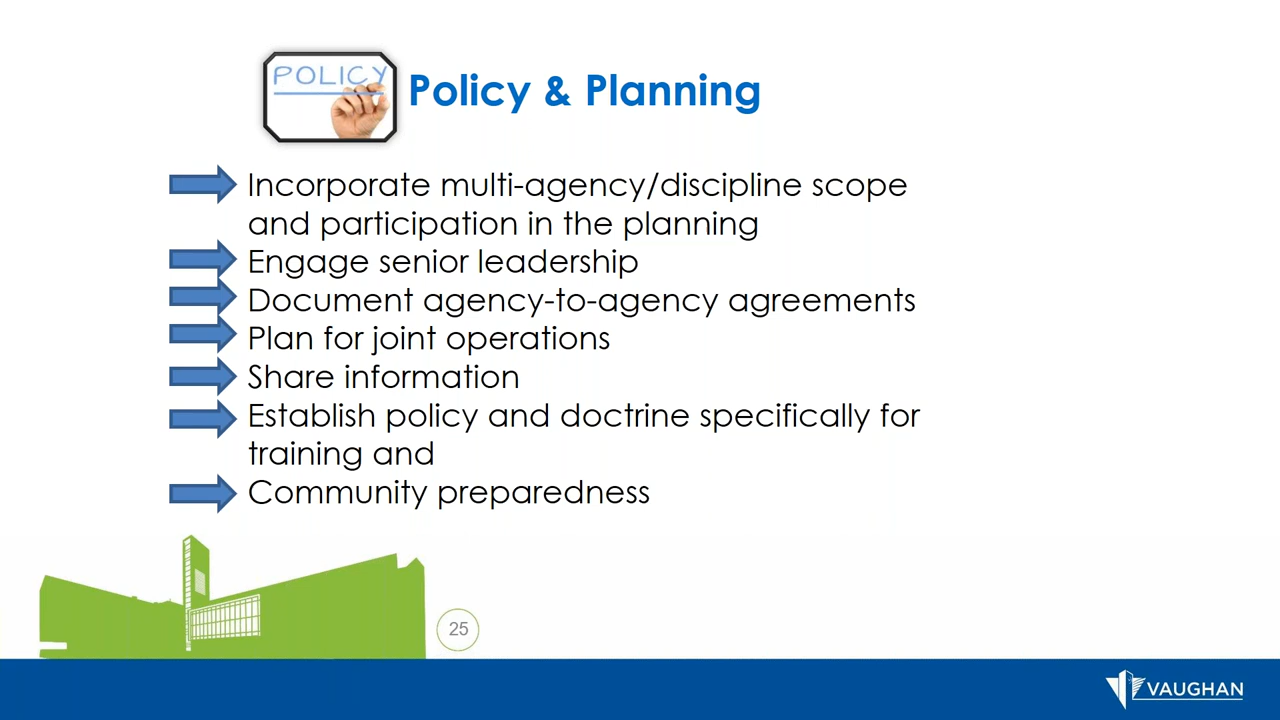 POLICY
Policy & Planning
Incorporate multi-agency/discipline scope
and participation in the planning
Engage senior leadership
Document agency-to-agency agreements
Plan for joint operations
Share information
Establish policy and doctrine specifically for
training and
Community preparedness
25
VAUGHAN